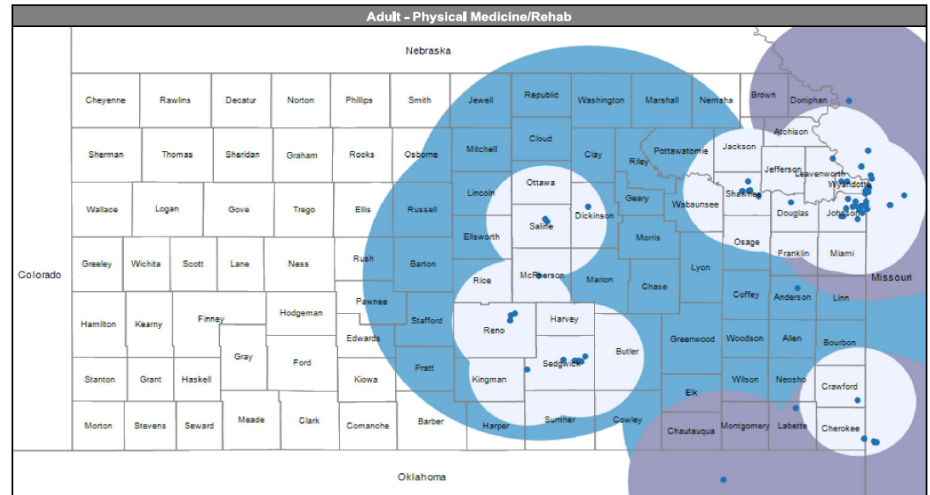 Adult - Physical Medicine/Rehab
Nebraska
Cheyenne Rawlins Decatur Norton Phillips Smith Jewell Republic Washington Marshall Nemaha Brown Doniphan
Atchison
Sherman Thomas Sheridan Graham Rooks Osborne Mitchell Cloud Clay Riley Pottawatomie Jackson
Jefferson Leavenworth
Wyandotte
Wallace Logan Gove Trego Ellis Russell Lincoln Ottawa Dickinson Geary Wabaunsee Shawnee Douglas Johnson
Saline
Ellsworth Morris Osage Franklin Miami
Colorado Greeley Wichita Scott Lane Ness Rush Barton Rice McPherson Marion Chase Lyon Missouri
Pawnee Coffey Anderson Linn
Hamilton Kearny Finney Hodgeman Stafford Reno Harvey
Edwards Greenwood Woodson Allen Bourbon
Gray Ford Sedgwick Butler
Stanton Grant Haskell Kiowa Pratt Kingman Elk Wilson Neosho Crawford
Morton Stevens Seward Meade Clark Comanche Barber Harper Sumner Cowley Chautauqua Montgomery Labette Cherokee
Oklahoma